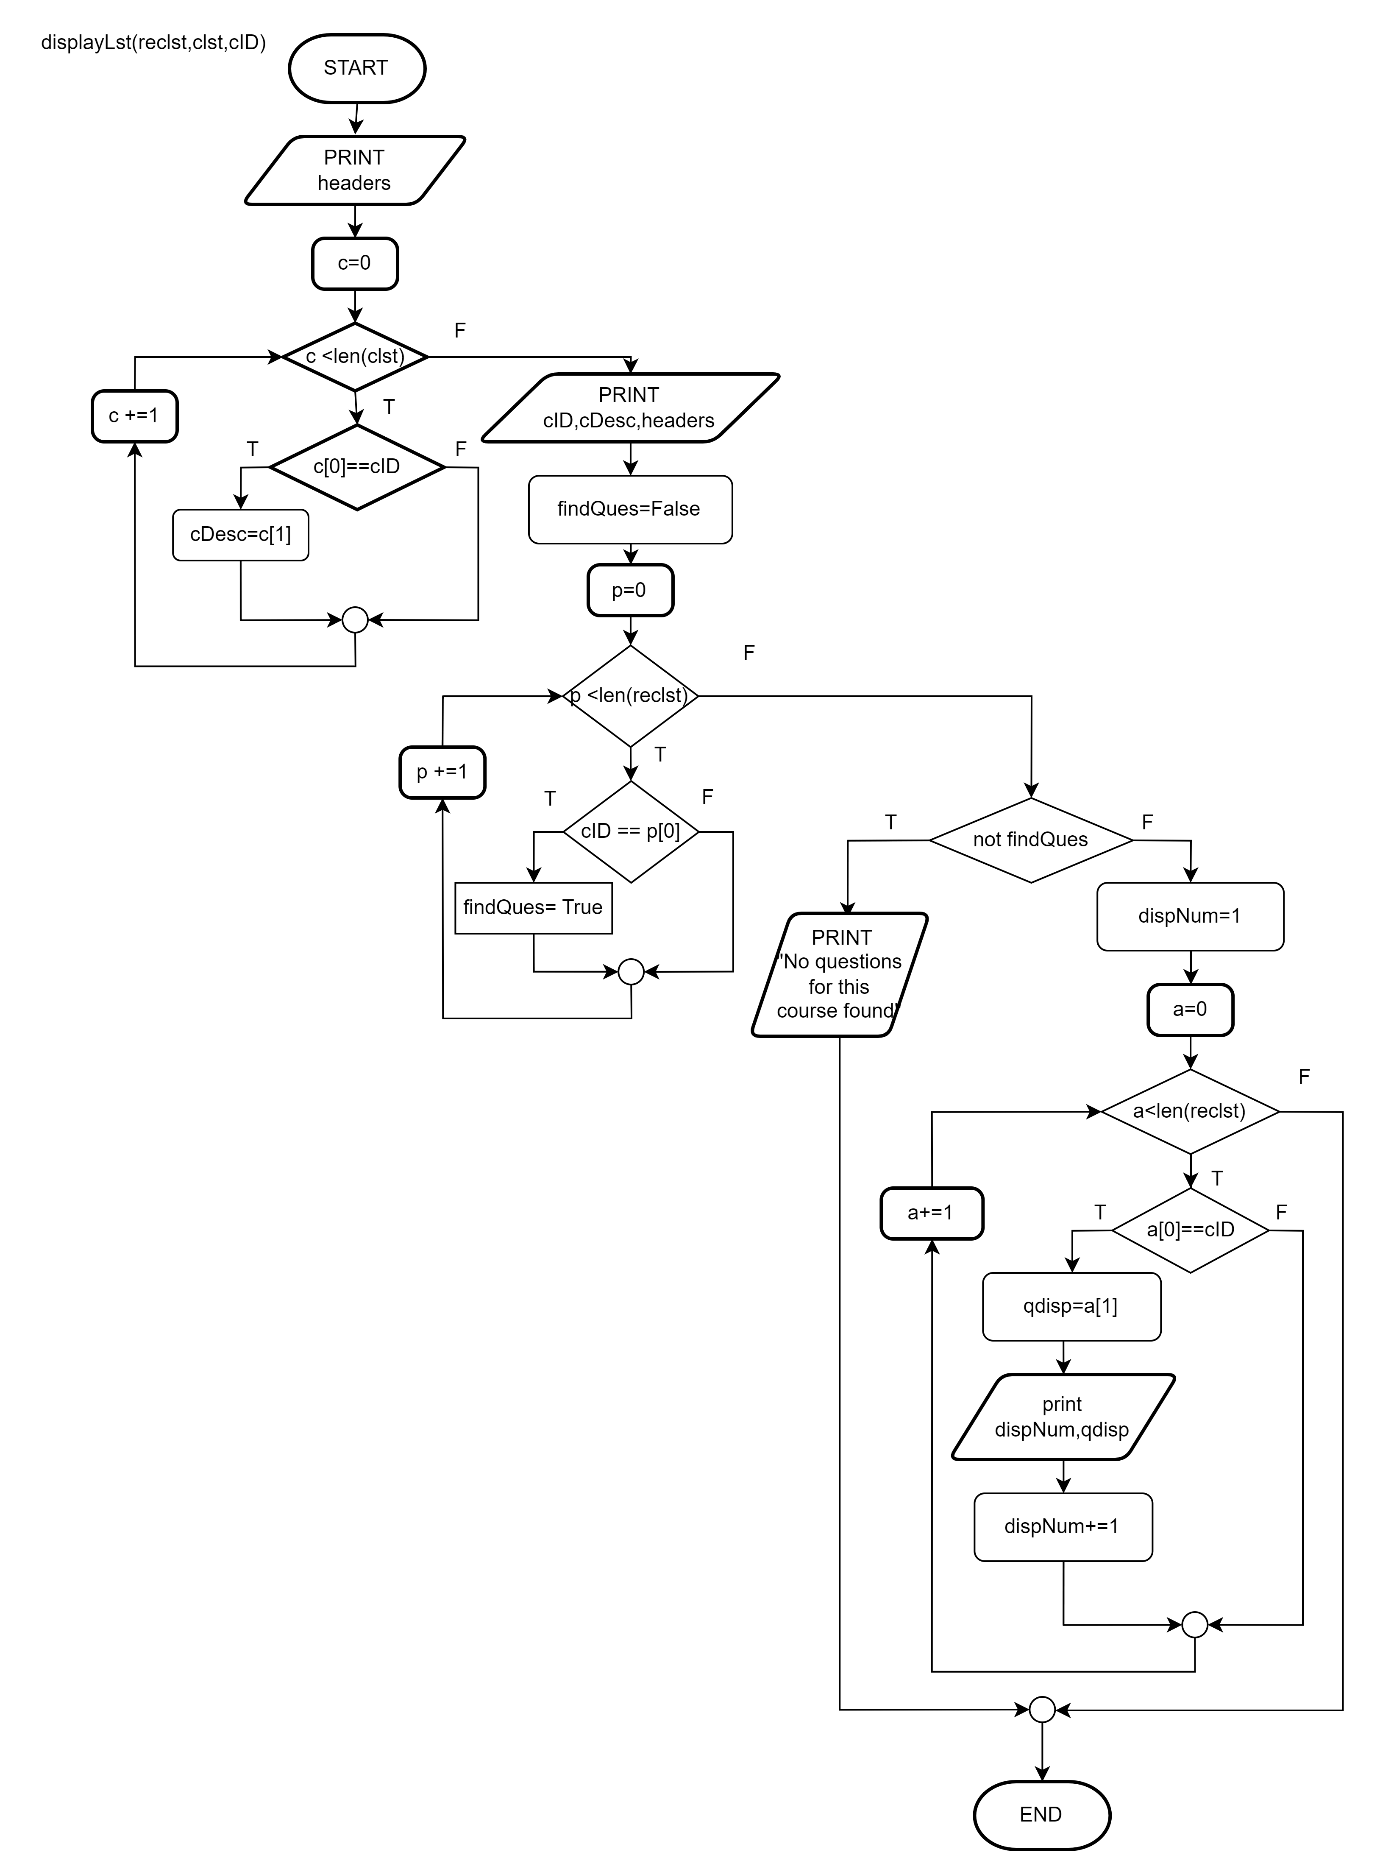 displayLst(reclst,clst,cID)
START
PRINT
headers
c=0
F
c <len(clst)
T
c +=1
PRINT
cID,cDesc,headers
T
F
c[0]==cID
cDesc=c[1]
findQues=False
p=0
F
p <len(reclst)
T
p +=1
T
F
cID == p[0]
findQues= True
T
F
not findQues
PRINT
"No questions
for this
course found"
dispNum=1
a=0
F
a<len(reclst)
T
a+=1
T
F
a[0]==cID
qdisp=a[1]
print
dispNum,qdisp
dispNum+=1
END